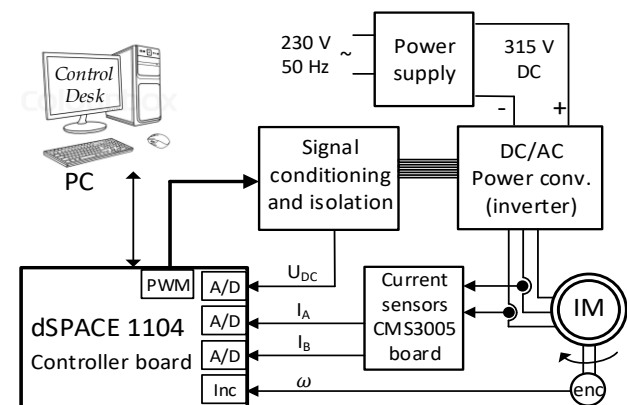 230 V
50 Hz
~
Power
supply
315 V
DC
-
+
Control
Desk
PC
Signal
conditioning
and isolation
DC/AC
Power conv.
(inverter)
PWM
A/D
U_DC
A/D
I_A
A/D
I_B
Inc
ω
dSPACE 1104
Controller board
Current
sensors
CMS3005
board
IM
enc